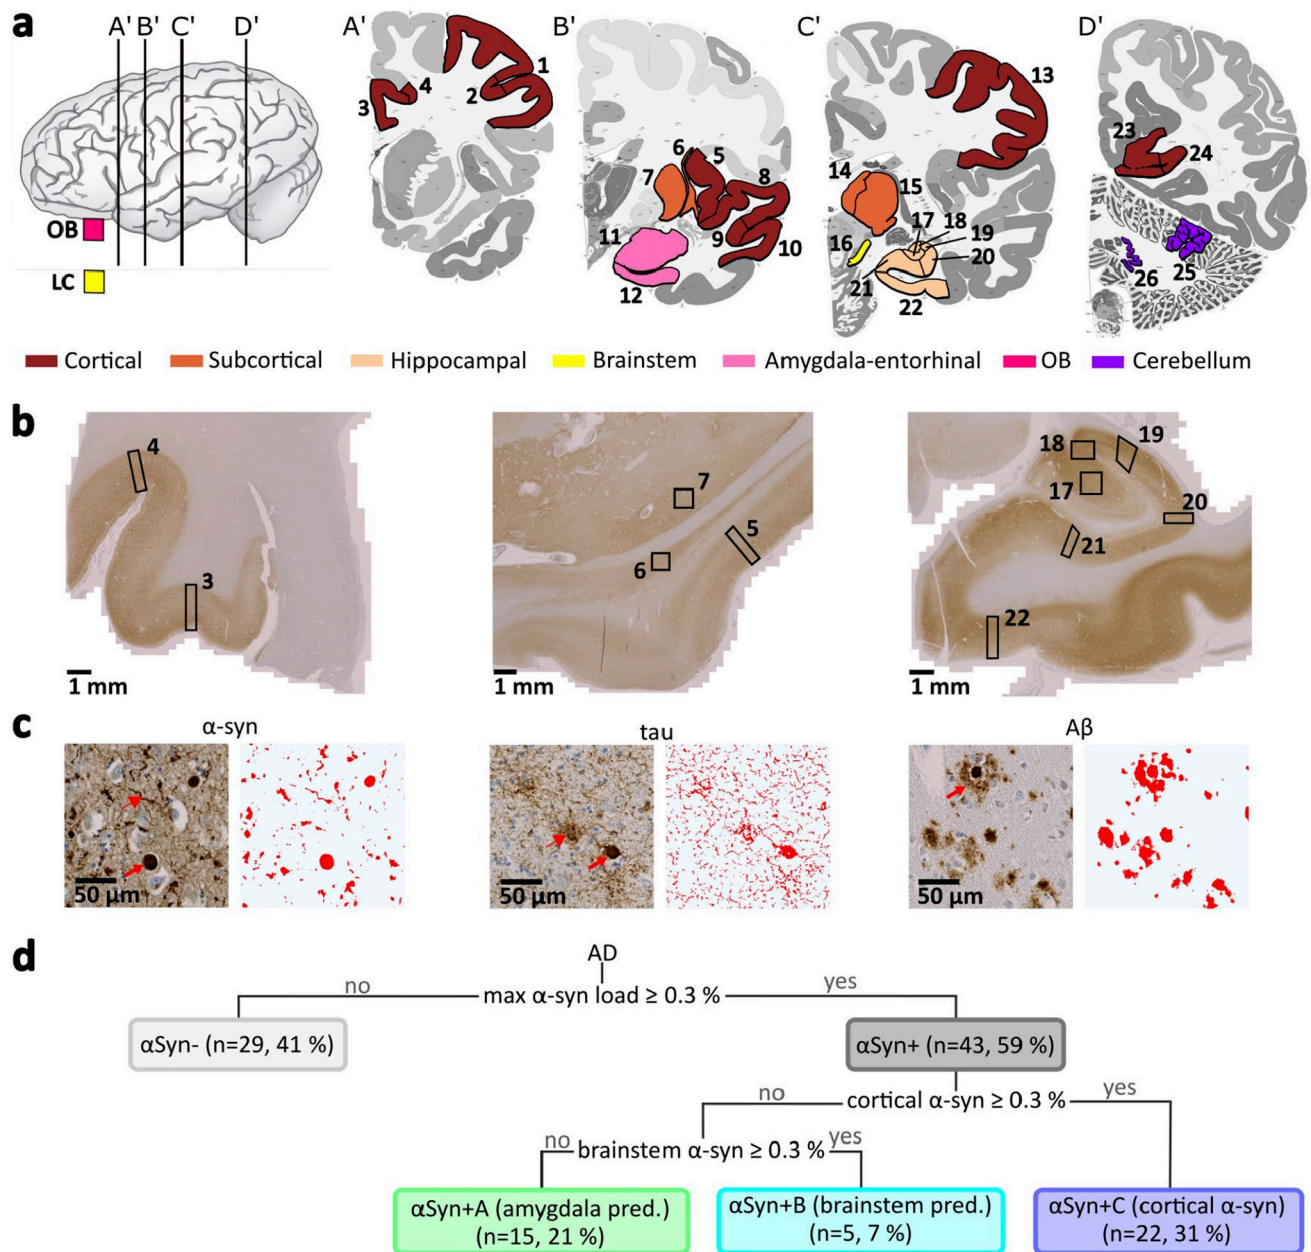 a
A' B' C' D'
OB
LC
A'
1
2
3
4
B'
6
5
7
8
11
9
10
12
C'
13
14
15
17
18
16
19
20
21
22
D'
23
24
26
25
Cortical Subcortical Hippocampal Brainstem Amygdala-entorhinal OB Cerebellum
b
4
3
1 mm
7
5
6
1 mm
18
19
17
20
21
22
1 mm
c
α-syn
tau
Aβ
50 µm
50 µm
50 µm
d
AD
no
max α-syn load ≥ 0.3 %
yes
αSyn- (n=29, 41 %)
αSyn+ (n=43, 59 %)
no
cortical α-syn ≥ 0.3 %
yes
no
brainstem α-syn ≥ 0.3 %
yes
αSyn+A (amygdala pred.)
(n=15, 21 %)
αSyn+B (brainstem pred.)
(n=5, 7 %)
αSyn+C (cortical α-syn)
(n=22, 31 %)